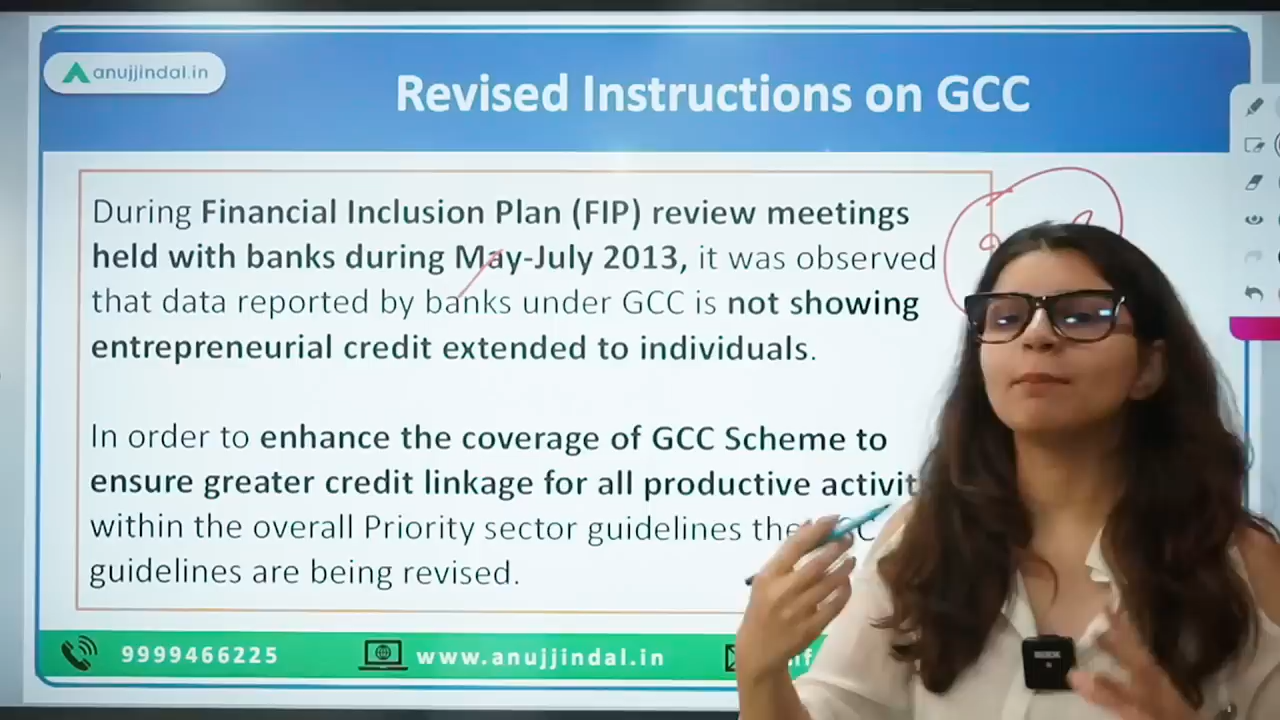 anujjindal.in
Revised Instructions on GCC
During Financial Inclusion Plan (FIP) review meetings
held with banks during May-July 2013, it was observed
that data reported by banks under GCC is not showing
entrepreneurial credit extended to individuals.
In order to enhance the coverage of GCC Scheme to
ensure greater credit linkage for all productive activit
within the overall Priority sector guidelines the
guidelines are being revised.
9999466225
www.anujjindal.in